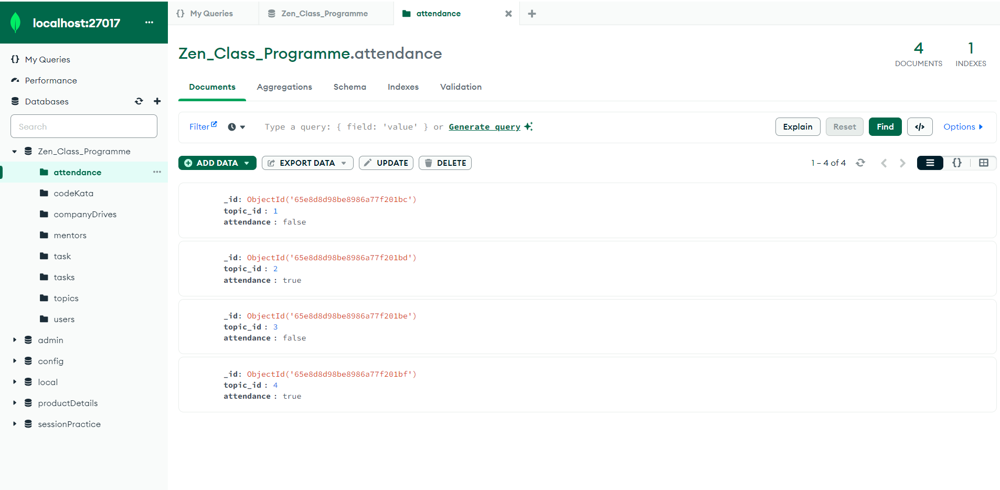 localhost:27017
My Queries
Performance
Databases
Search
Zen_Class_Programme
attendance
codeKata
companyDrives
mentors
task
tasks
topics
users
admin
config
local
productDetails
sessionPractice
{} My Queries
Zen_Class_Programme
attendance
Zen_Class_Programme.attendance
4
DOCUMENTS
1
INDEXES
Documents Aggregations Schema Indexes Validation
Filter Type a query: { field: 'value' } or Generate query Explain Reset Find </> Options
ADD DATA EXPORT DATA UPDATE DELETE 1 – 4 of 4 {}
_id: ObjectId('65e8d8d98be8986a77f201bc')
topic_id : 1
attendance : false
_id: ObjectId('65e8d8d98be8986a77f201bd')
topic_id : 2
attendance : true
_id: ObjectId('65e8d8d98be8986a77f201be')
topic_id : 3
attendance : false
_id: ObjectId('65e8d8d98be8986a77f201bf')
topic_id : 4
attendance : true